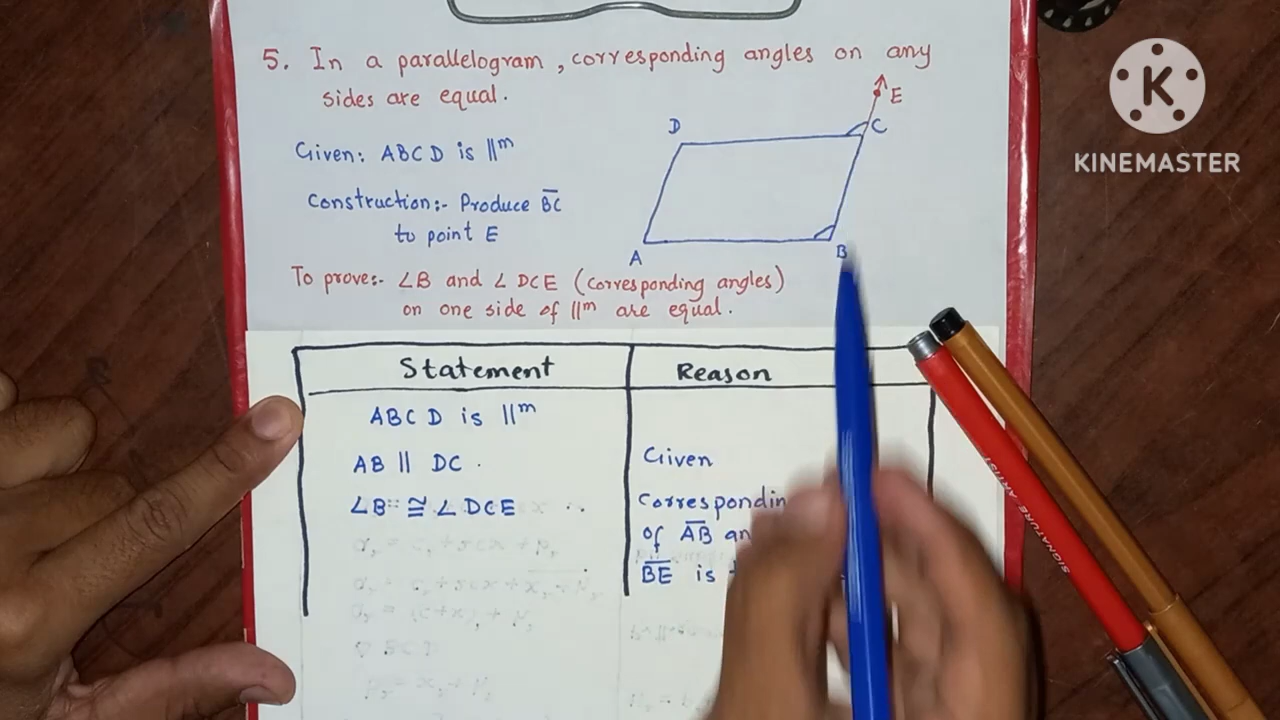 5. In a parallelogram, corresponding angles on any
sides are equal.
Given: ABCD is ||m
Construction:- Produce BC
to point E
To prove:- ∠B and ∠DCE (corresponding angles)
on one side of ||m are equal.
D
C
E
A
B
KINEMASTER
Statement
Reason
ABCD is ||m
AB || DC .
Given
∠B ≅ ∠DCE
of AB
BE is
SIGNATURE ARTIST